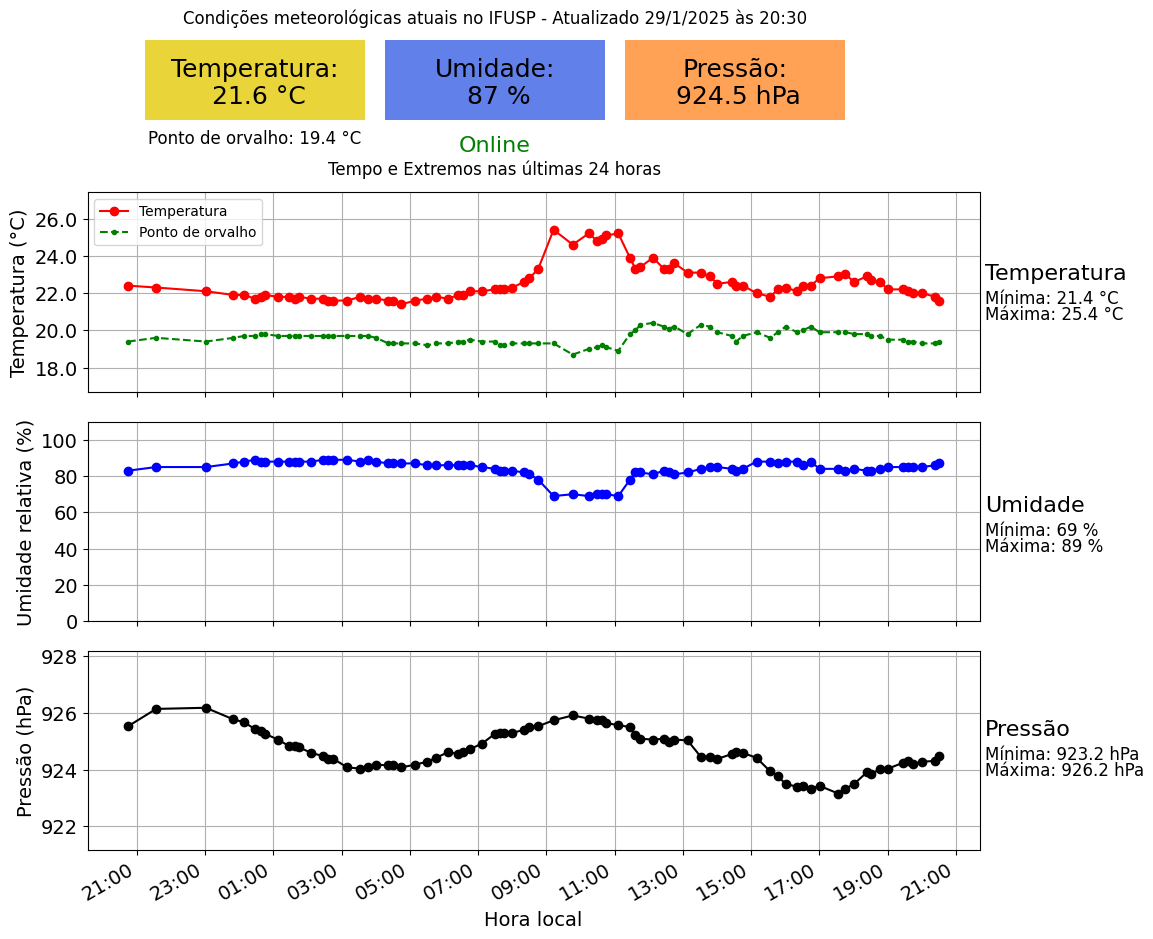 Condições meteorológicas atuais no IFUSP - Atualizado 29/1/2025 às 20:30
Temperatura:
21.6 °C
Umidade:
87 %
Pressão:
924.5 hPa
Ponto de orvalho: 19.4 °C
Online
Tempo e Extremos nas últimas 24 horas
Temperatura (°C)
26.0
24.0
22.0
20.0
18.0
Temperatura
Ponto de orvalho
Temperatura
Mínima: 21.4 °C
Máxima: 25.4 °C
Umidade relativa (%)
100
80
60
40
20
0
Umidade
Mínima: 69 %
Máxima: 89 %
Pressão (hPa)
928
926
924
922
Pressão
Mínima: 923.2 hPa
Máxima: 926.2 hPa
21:00 23:00 01:00 03:00 05:00 07:00 09:00 11:00 13:00 15:00 17:00 19:00 21:00
Hora local